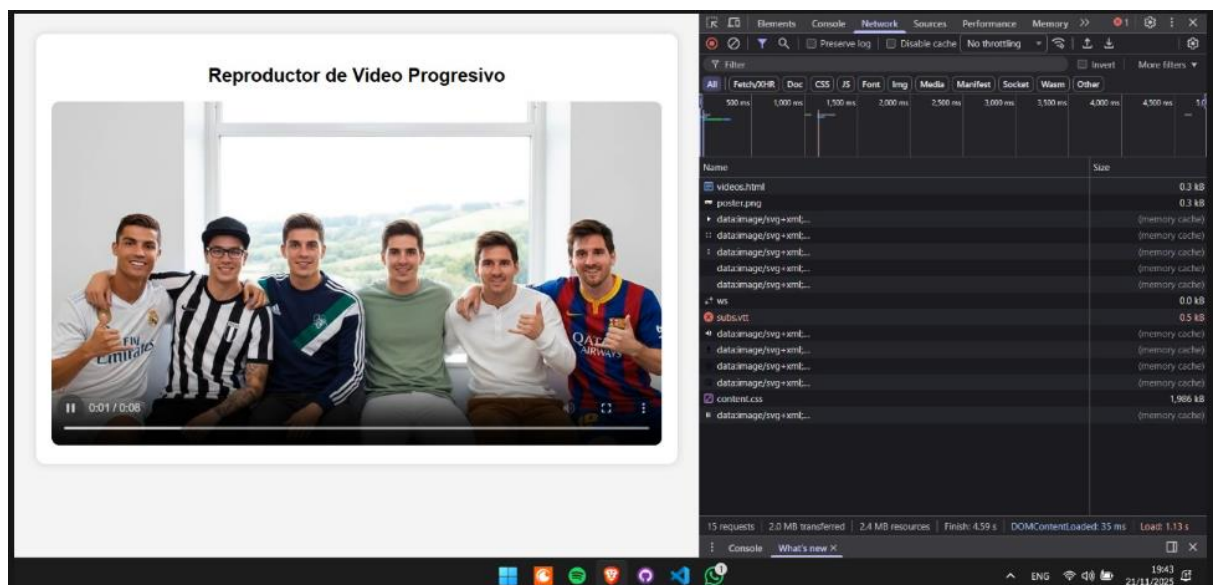 Elements Console Network Sources Performance Memory 1
Preserve log Disable cache No throttling
Filter Invert More filters
All Fetch/XHR Doc CSS JS Font Img Media Manifest Socket Wasm Other
500 ms 1,000 ms 1,500 ms 2,000 ms 2,500 ms 3,000 ms 3,500 ms 4,000 ms 4,500 ms 5,0
Reproductor de Video Progresivo
Emirates
QATAR
AIRWAYS
0:01 / 0:08
Name Size
videos.html 0.3 kB
poster.png 0.3 kB
data:image/svg+xml;... (memory cache)
data:image/svg+xml;... (memory cache)
data:image/svg+xml;... (memory cache)
data:image/svg+xml;... (memory cache)
data:image/svg+xml;... (memory cache)
ws 0.0 kB
subs.vtt 0.5 kB
data:image/svg+xml;... (memory cache)
data:image/svg+xml;... (memory cache)
data:image/svg+xml;... (memory cache)
data:image/svg+xml;... (memory cache)
content.css 1,986 kB
data:image/svg+xml;... (memory cache)
15 requests 2.0 MB transferred 2.4 MB resources Finish: 4.59 s DOMContentLoaded: 35 ms Load: 1.13 s
Console What's new
1
ENG 19:43
21/11/2025